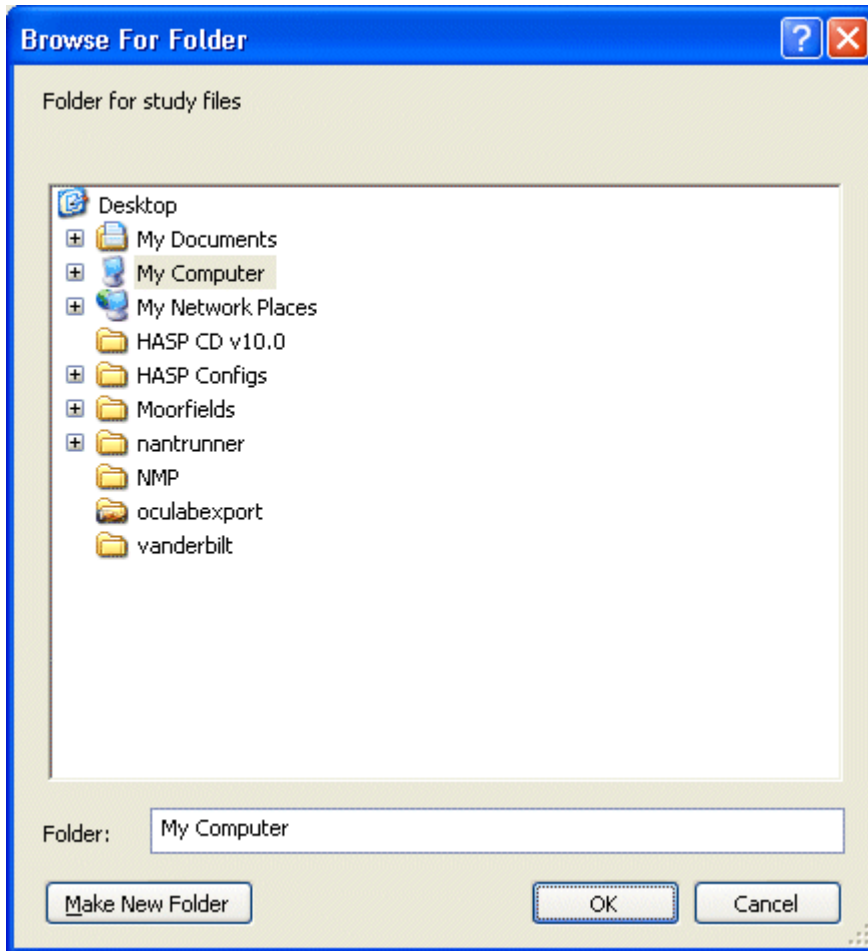 Browse For Folder
Folder for study files
Desktop
My Documents
My Computer
My Network Places
HASP CD v10.0
HASP Configs
Moorfields
nantrunner
NMP
oculabexport
vanderbilt
Folder: My Computer
Make New Folder OK Cancel